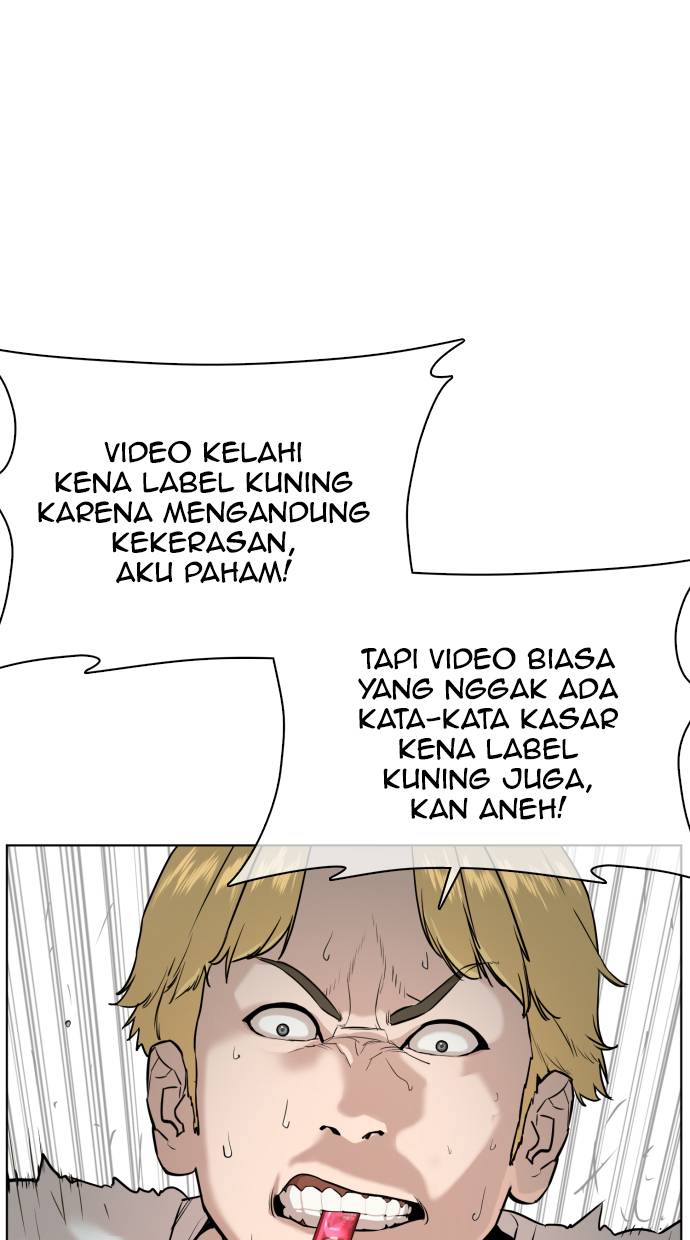 VIDEO KELAHI
KENA LABEL KUNING
KARENA MENGANDUNG
KEKERASAN,
AKU PAHAM!
TAPI VIDEO BIASA
YANG NGGAK ADA
KATA-KATA KASAR
KENA LABEL
KUNING JUGA,
KAN ANEH!